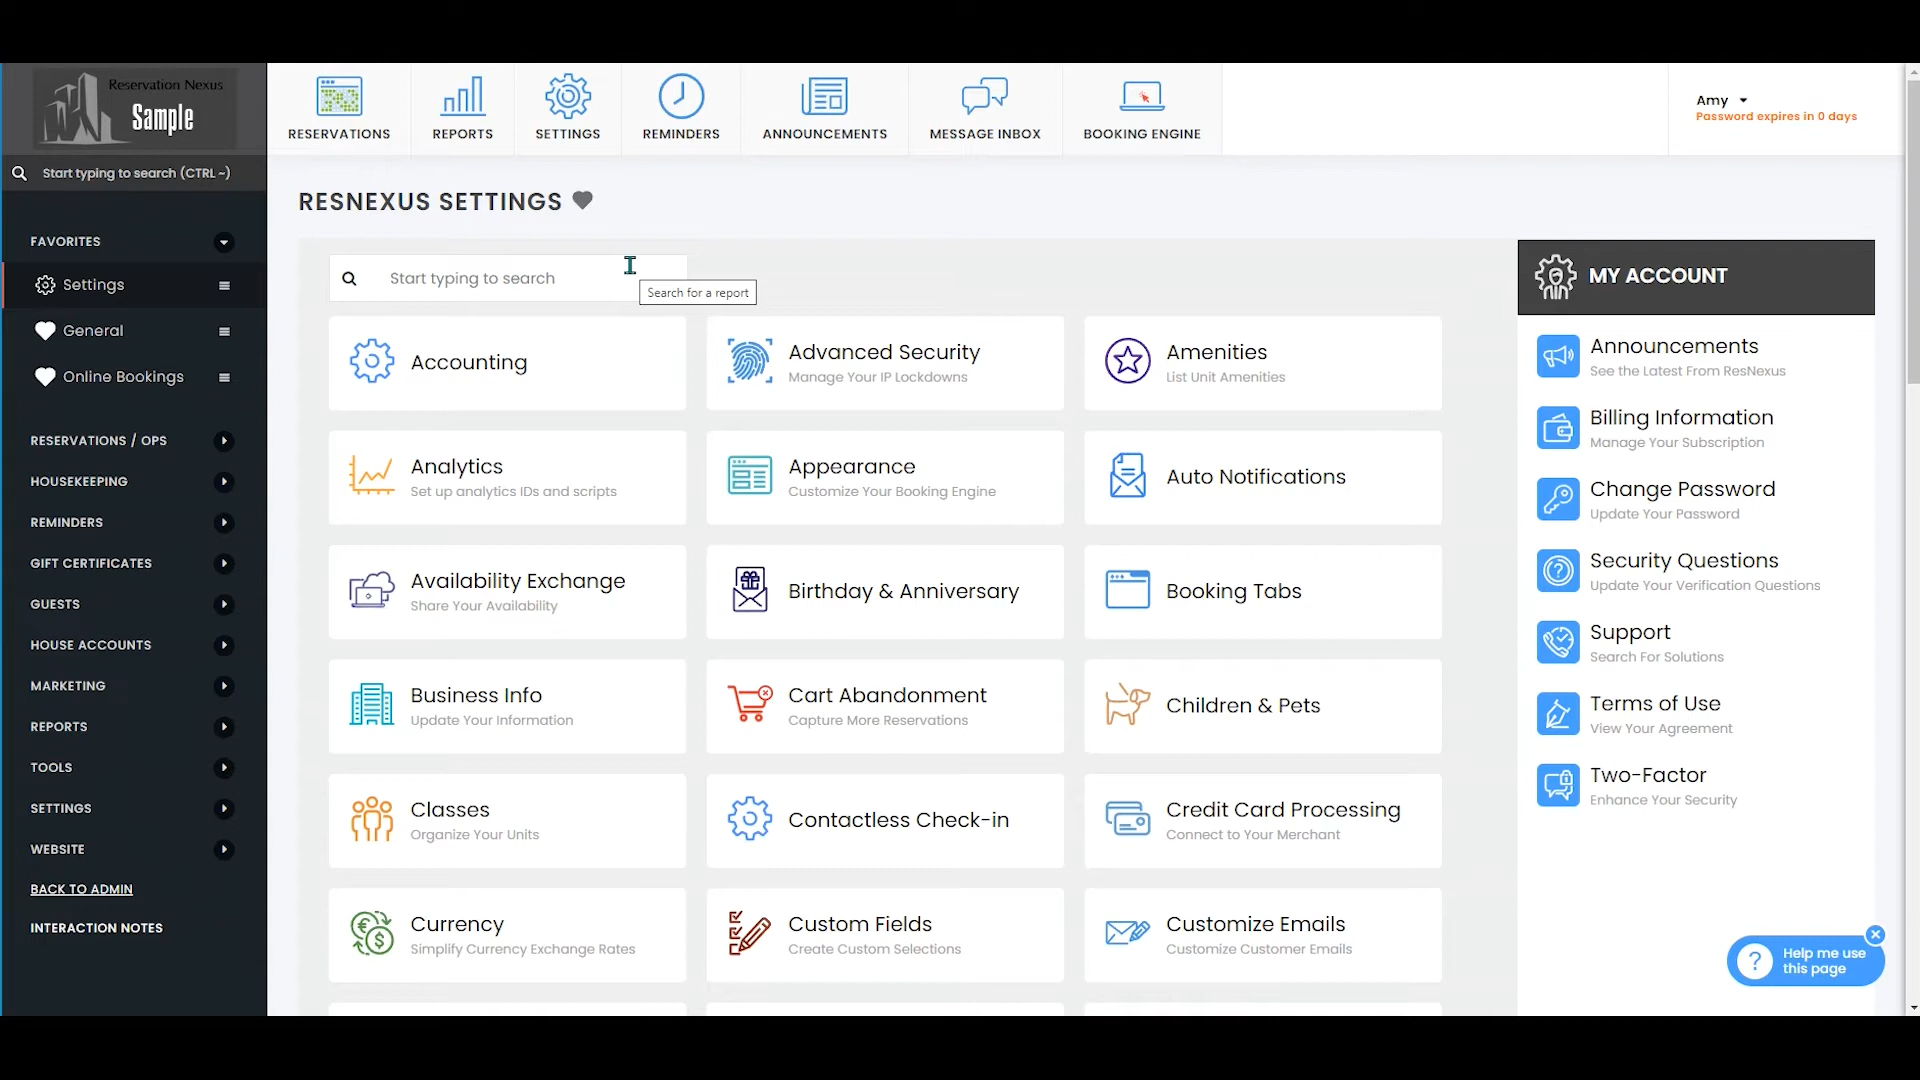 Reservation Nexus
Sample
RESERVATIONS
REPORTS
SETTINGS
REMINDERS
ANNOUNCEMENTS
MESSAGE INBOX
BOOKING ENGINE
Amy
Password expires in 0 days
Start typing to search (CTRL ~)
FAVORITES
Settings
General
Online Bookings
RESERVATIONS / OPS
HOUSEKEEPING
REMINDERS
GIFT CERTIFICATES
GUESTS
HOUSE ACCOUNTS
MARKETING
REPORTS
TOOLS
SETTINGS
WEBSITE
BACK TO ADMIN
INTERACTION NOTES
RESNEXUS SETTINGS
Start typing to search
Search for a report
Accounting
Advanced Security
Manage Your IP Lockdowns
Amenities
List Unit Amenities
Analytics
Set up analytics IDs and scripts
Appearance
Customize Your Booking Engine
Auto Notifications
Availability Exchange
Share Your Availability
Birthday & Anniversary
Booking Tabs
Business Info
Update Your Information
Cart Abandonment
Capture More Reservations
Children & Pets
Classes
Organize Your Units
Contactless Check-in
Credit Card Processing
Connect to Your Merchant
Currency
Simplify Currency Exchange Rates
Custom Fields
Create Custom Selections
Customize Emails
Customize Customer Emails
MY ACCOUNT
Announcements
See the Latest From ResNexus
Billing Information
Manage Your Subscription
Change Password
Update Your Password
Security Questions
Update Your Verification Questions
Support
Search For Solutions
Terms of Use
View Your Agreement
Two-Factor
Enhance Your Security
Help me use
this page